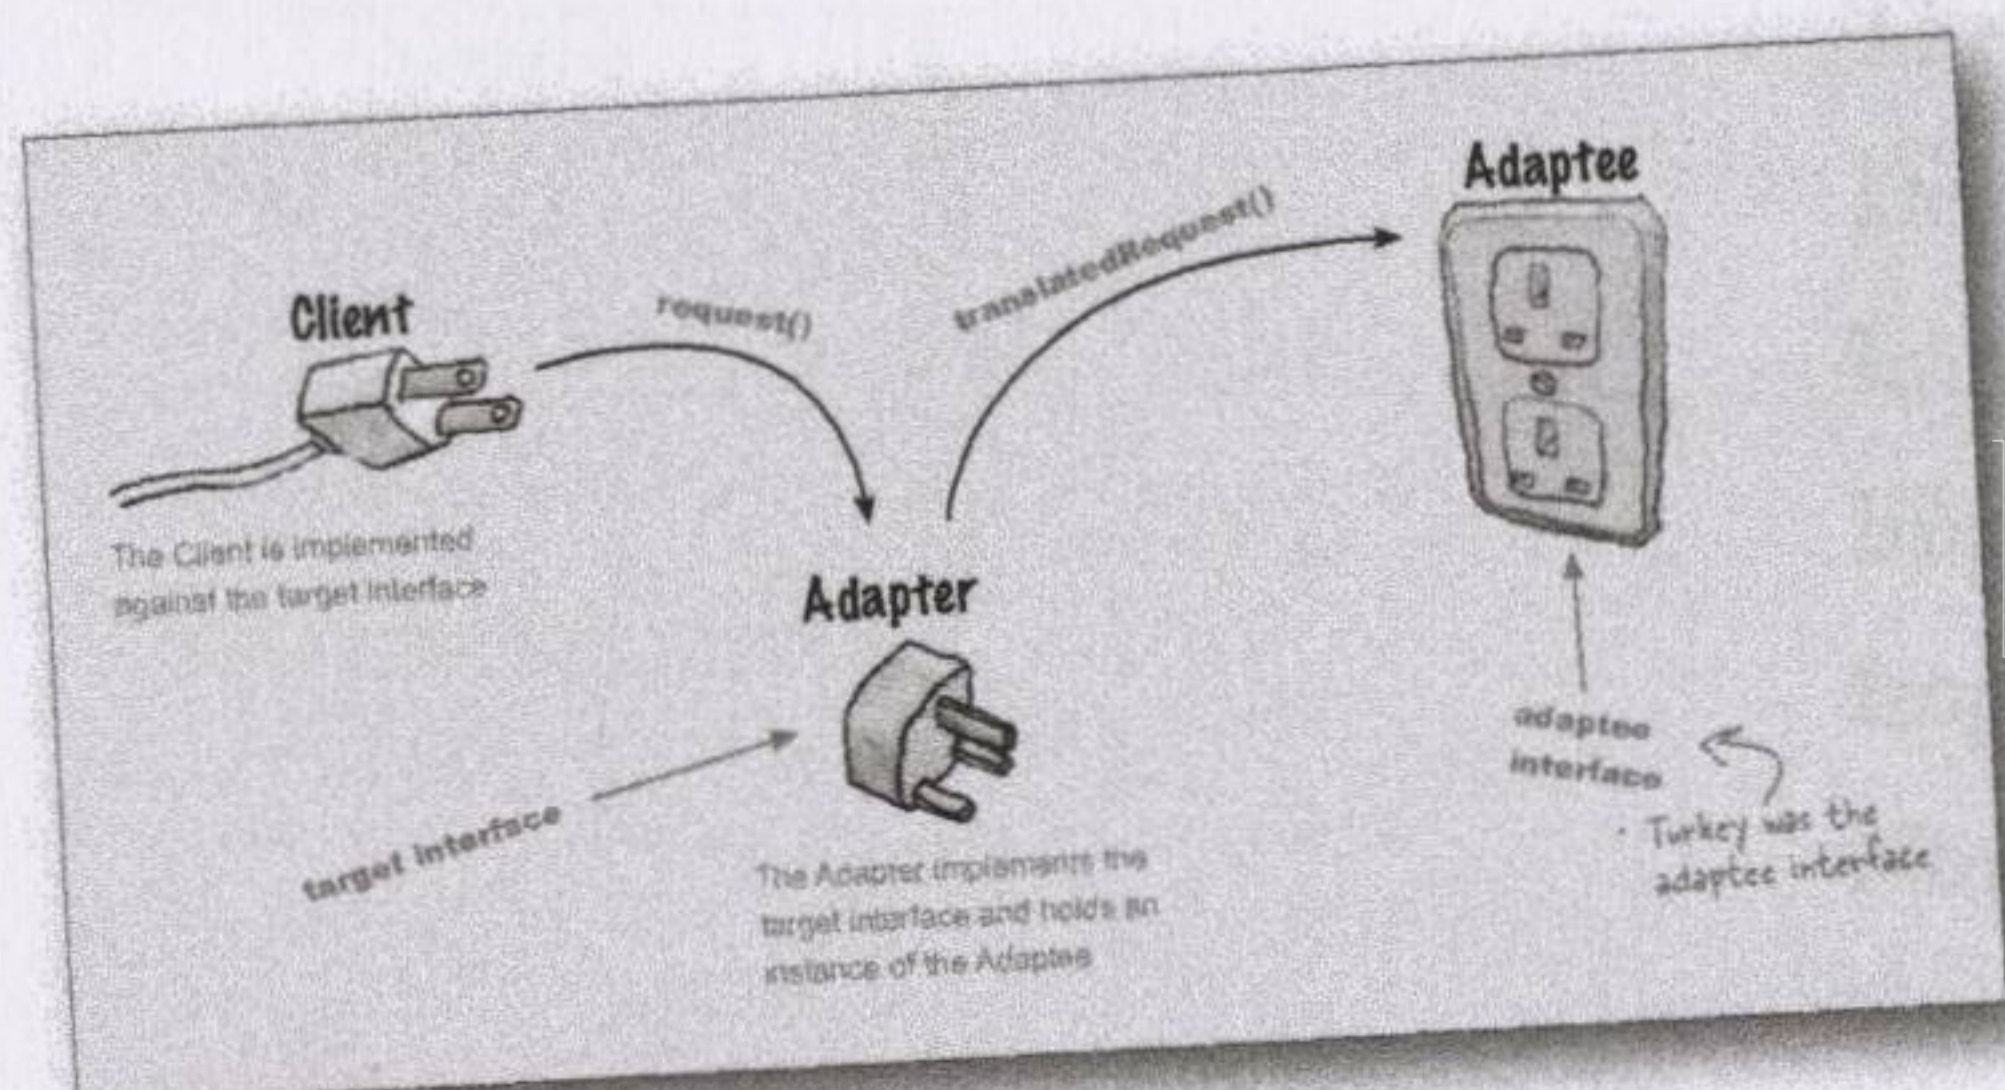 Adaptee
translatedRequest()
Client
request()
The Client is implemented
against the target interface
Adapter
target interface
The Adapter implements the
target interface and holds an
instance of the Adaptee
adaptee
interface
Turkey was the
adaptee interface